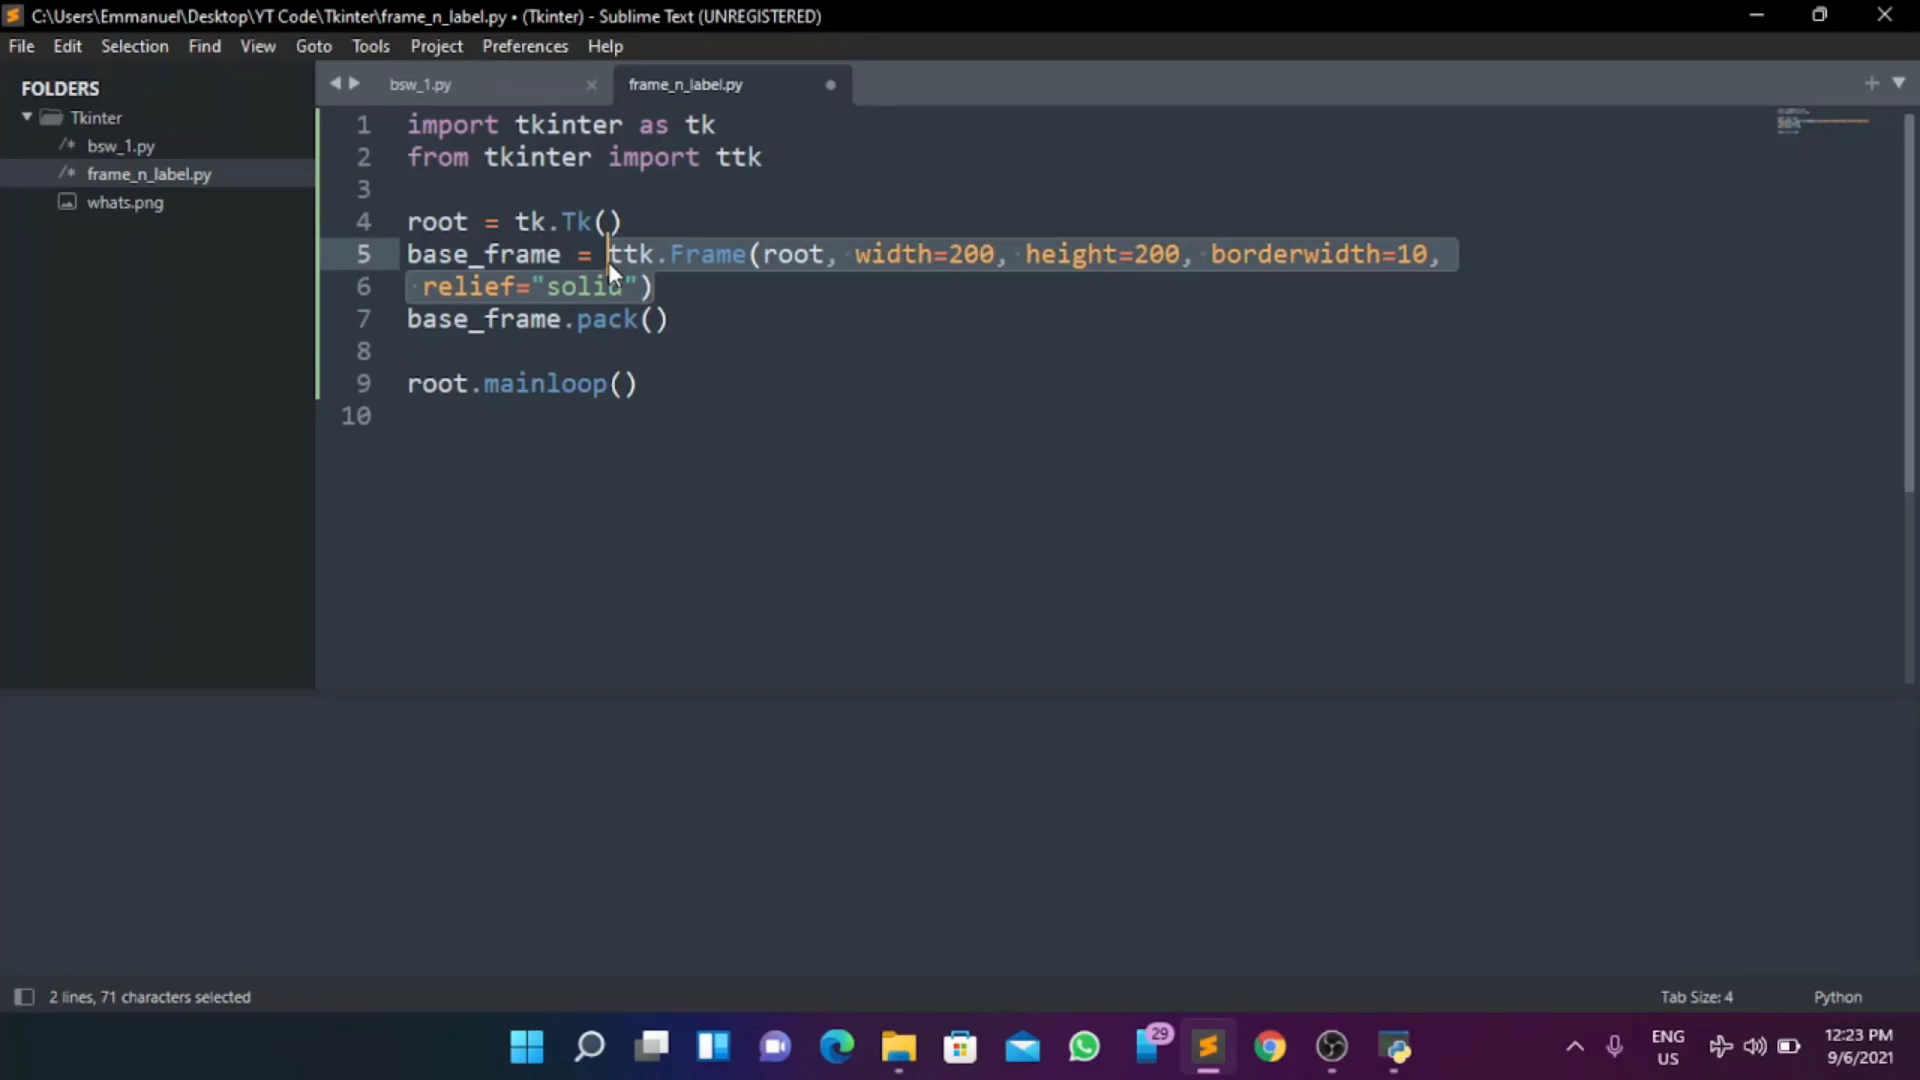 C:\Users\Emmanuel\Desktop\YT Code\Tkinter\frame_n_label.py • (Tkinter) - Sublime Text (UNREGISTERED)
File Edit Selection Find View Goto Tools Project Preferences Help
FOLDERS
Tkinter
/* bsw_1.py
/* frame_n_label.py
whats.png
bsw_1.py
frame_n_label.py
1 import tkinter as tk
2 from tkinter import ttk
3
4 root = tk.Tk()
5 base_frame = ttk.Frame(root, width=200, height=200, borderwidth=10,
6 relief="solid")
7 base_frame.pack()
8
9 root.mainloop()
10
2 lines, 71 characters selected
Tab Size: 4
Python
29
ENG
US
12:23 PM
9/6/2021